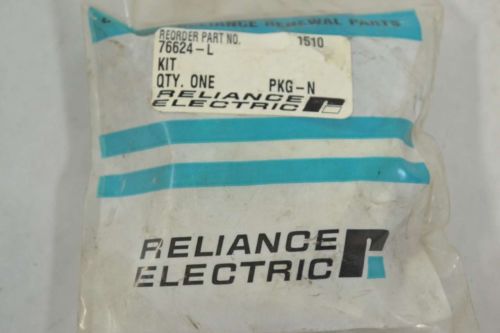 RELIANCE RENEWAL PARTS
REORDER PART NO. 1510
76624-L
KIT
QTY. ONE PKG-N
RELIANCE
ELECTRIC
RELIANCE
ELECTRIC